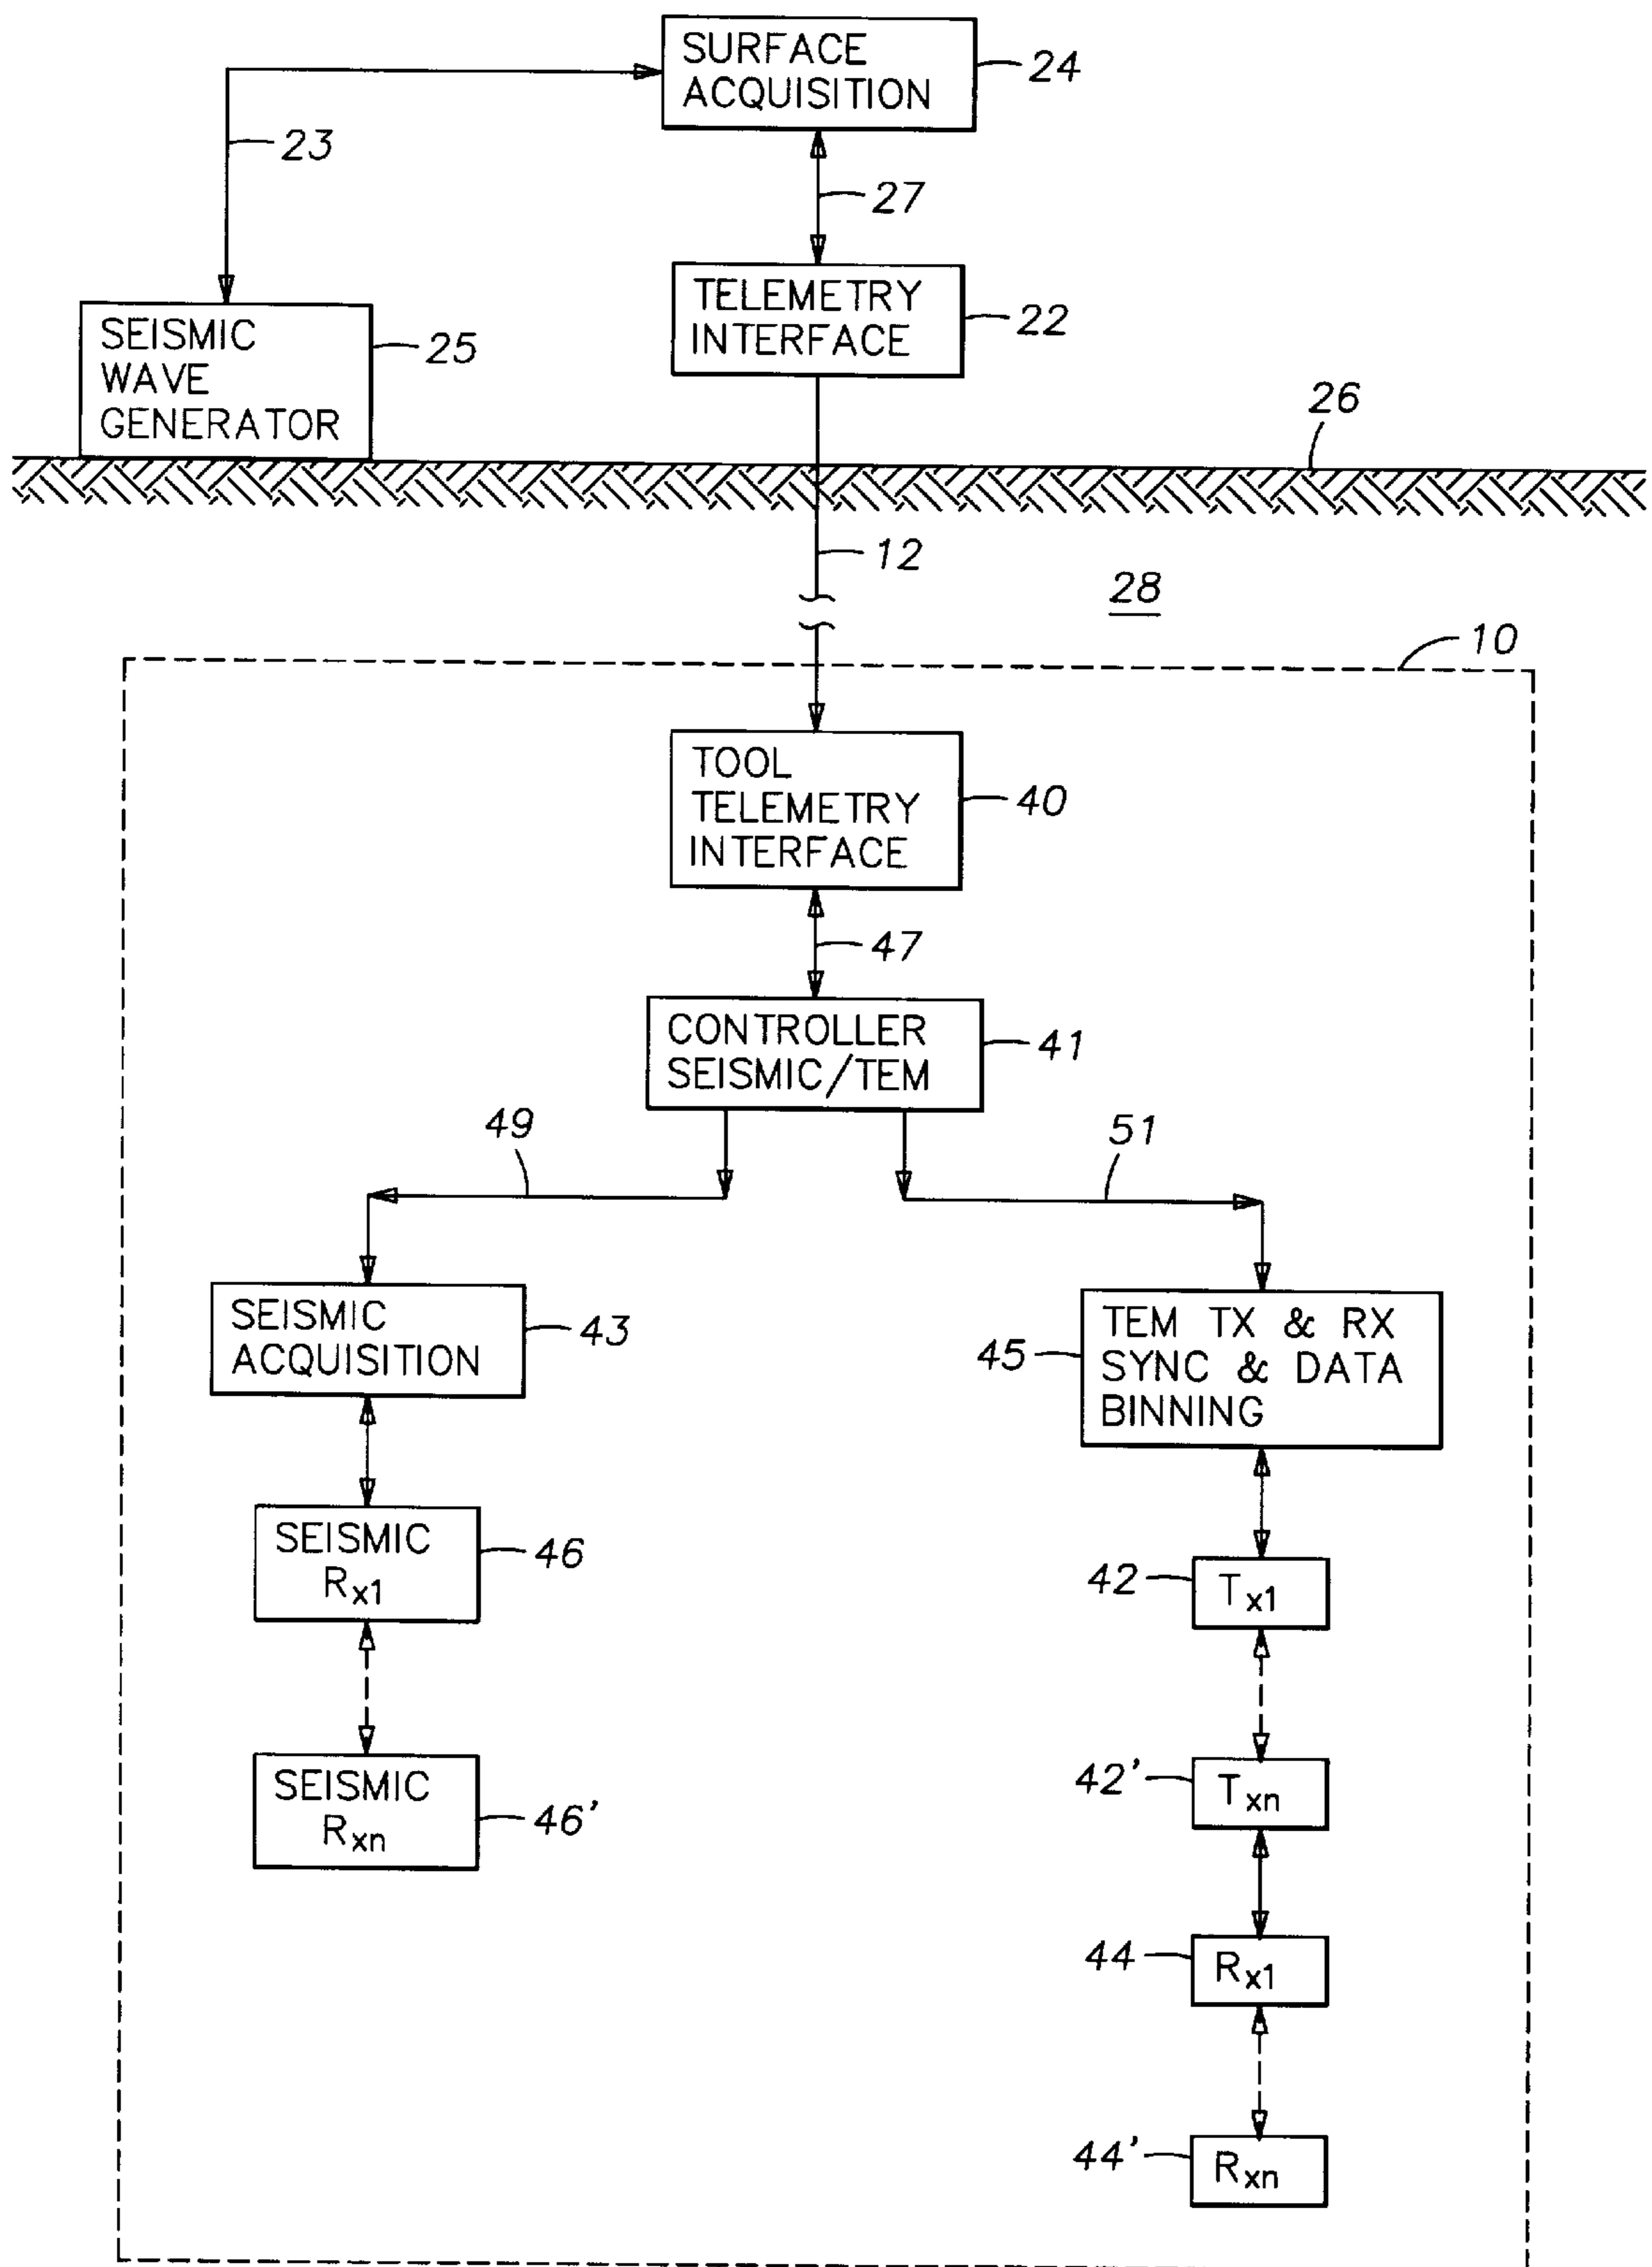 SURFACE
ACQUISITION
24
23
27
TELEMETRY
INTERFACE
22
SEISMIC
WAVE
GENERATOR
25
26
12
28
10
TOOL
TELEMETRY
INTERFACE
40
47
CONTROLLER
SEISMIC/TEM
41
49
51
SEISMIC
ACQUISITION
43
TEM TX & RX
SYNC & DATA
BINNING
45
SEISMIC
Rx1
46
42
Tx1
SEISMIC
Rxn
46'
42'
Txn
44
Rx1
44'
Rxn